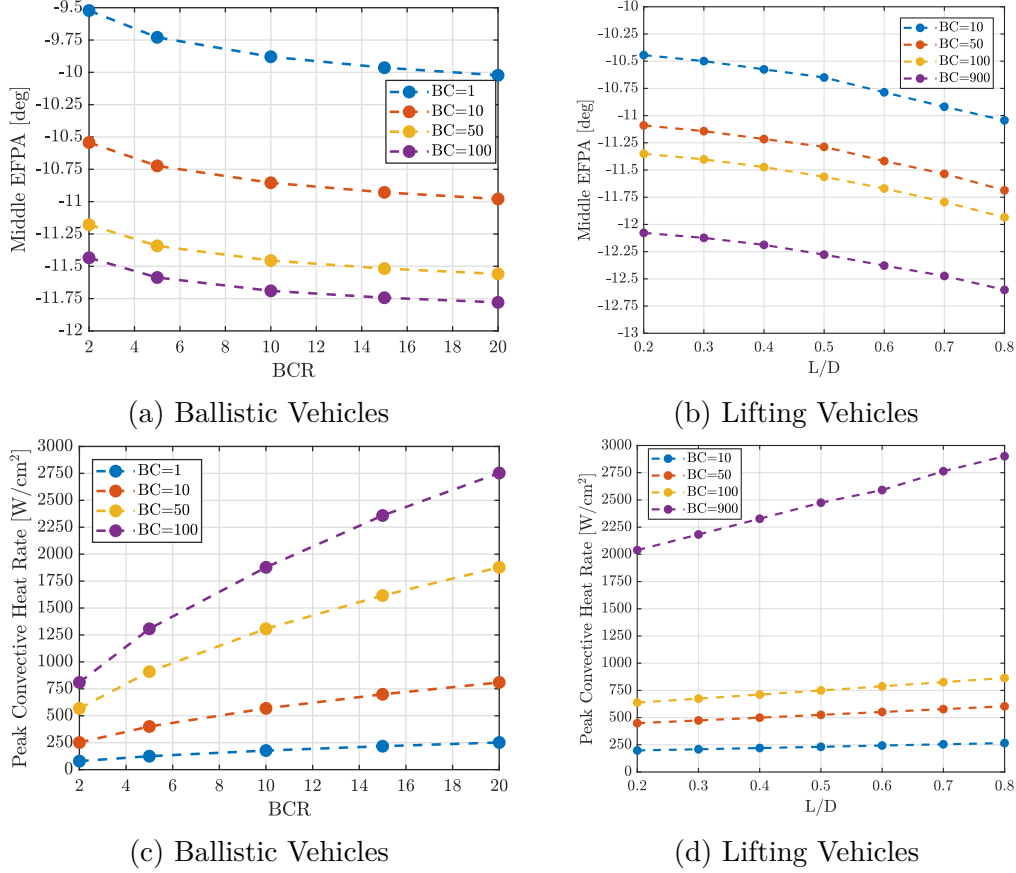 -9.5
-9.75
-10
-10.25
-10.5
-10.75
-11
-11.25
-11.5
-11.75
-12
Middle EFPA [deg]
2 4 6 8 10 12 14 16 18 20
BCR
BC=1
BC=10
BC=50
BC=100
(a) Ballistic Vehicles
-10
-10.25
-10.5
-10.75
-11
-11.25
-11.5
-11.75
-12
-12.25
-12.5
-12.75
-13
Middle EFPA [deg]
0.2 0.3 0.4 0.5 0.6 0.7 0.8
L/D
BC=10
BC=50
BC=100
BC=900
(b) Lifting Vehicles
3000
2750
2500
2250
2000
1750
1500
1250
1000
750
500
250
0
Peak Convective Heat Rate [W/cm²]
2 4 6 8 10 12 14 16 18 20
BCR
BC=1
BC=10
BC=50
BC=100
(c) Ballistic Vehicles
3000
2750
2500
2250
2000
1750
1500
1250
1000
750
500
250
0
Peak Convective Heat Rate [W/cm²]
0.2 0.3 0.4 0.5 0.6 0.7 0.8
L/D
BC=10
BC=50
BC=100
BC=900
(d) Lifting Vehicles